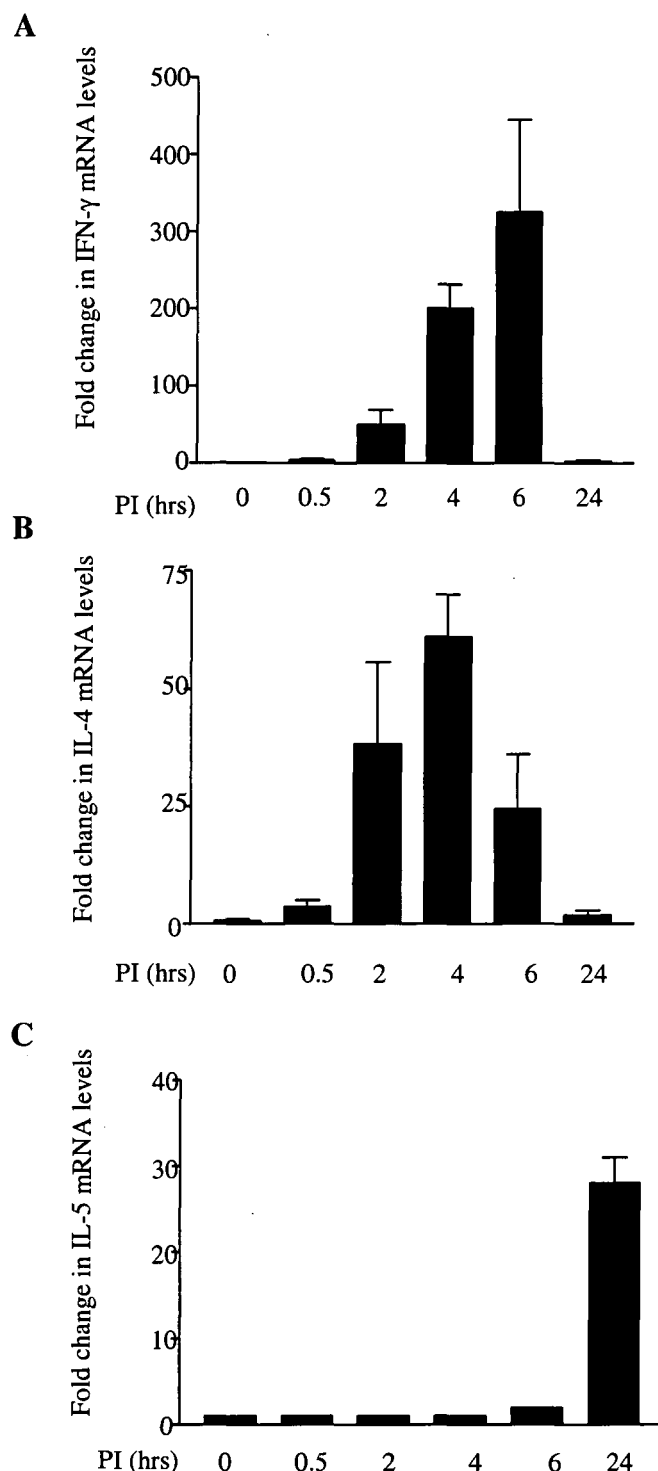 A
Fold change in IFN-γ mRNA levels
500
400
300
200
100
0
PI (hrs) 0 0.5 2 4 6 24
B
Fold change in IL-4 mRNA levels
75
50
25
0
PI (hrs) 0 0.5 2 4 6 24
C
Fold change in IL-5 mRNA levels
40
30
20
10
0
PI (hrs) 0 0.5 2 4 6 24